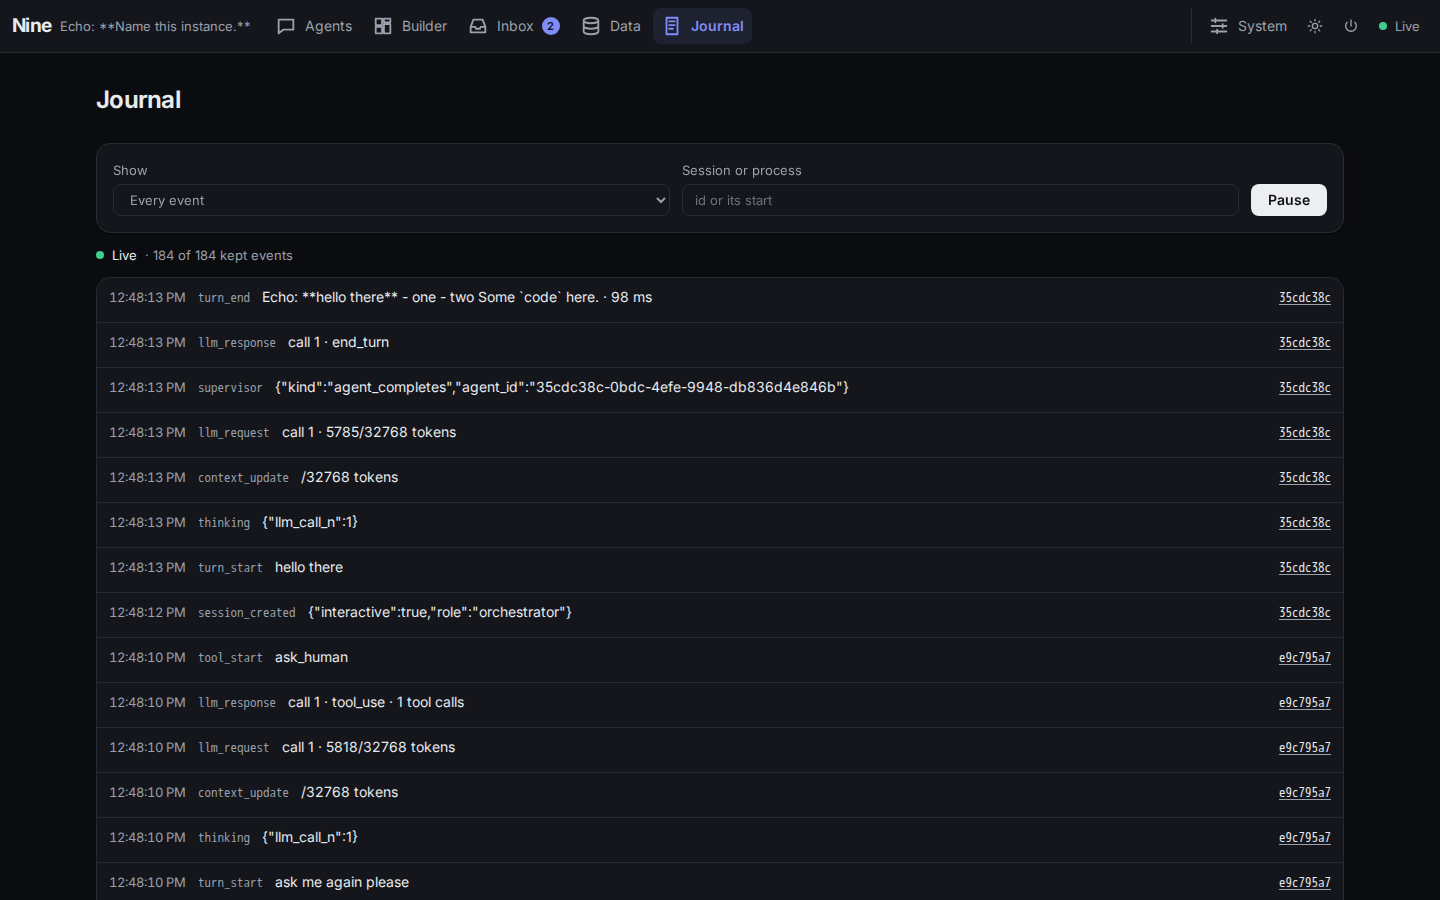 Nine Echo: **Name this instance.** Agents Builder Inbox 2 Data Journal System Live
Journal
Show Session or process
Every event id or its start Pause
Live · 184 of 184 kept events
12:48:13 PM turn_end Echo: **hello there** - one - two Some `code` here. · 98 ms 35cdc38c
12:48:13 PM llm_response call 1 · end_turn 35cdc38c
12:48:13 PM supervisor {"kind":"agent_completes","agent_id":"35cdc38c-0bdc-4efe-9948-db836d4e846b"} 35cdc38c
12:48:13 PM llm_request call 1 · 5785/32768 tokens 35cdc38c
12:48:13 PM context_update /32768 tokens 35cdc38c
12:48:13 PM thinking {"llm_call_n":1} 35cdc38c
12:48:13 PM turn_start hello there 35cdc38c
12:48:12 PM session_created {"interactive":true,"role":"orchestrator"} 35cdc38c
12:48:10 PM tool_start ask_human e9c795a7
12:48:10 PM llm_response call 1 · tool_use · 1 tool calls e9c795a7
12:48:10 PM llm_request call 1 · 5818/32768 tokens e9c795a7
12:48:10 PM context_update /32768 tokens e9c795a7
12:48:10 PM thinking {"llm_call_n":1} e9c795a7
12:48:10 PM turn_start ask me again please e9c795a7